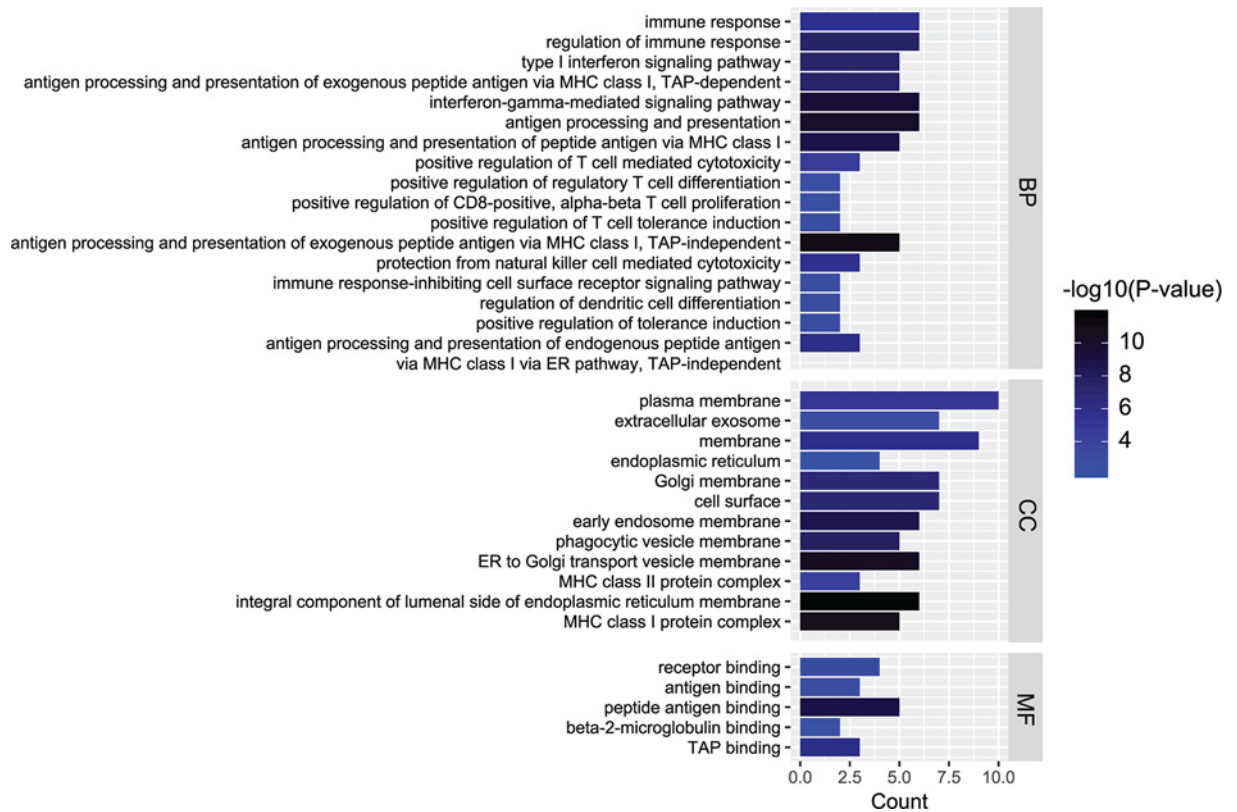 immune response
regulation of immune response
type I interferon signaling pathway
antigen processing and presentation of exogenous peptide antigen via MHC class I, TAP-dependent
interferon-gamma-mediated signaling pathway
antigen processing and presentation
antigen processing and presentation of peptide antigen via MHC class I
positive regulation of T cell mediated cytotoxicity
positive regulation of regulatory T cell differentiation
positive regulation of CD8-positive, alpha-beta T cell proliferation
positive regulation of T cell tolerance induction
antigen processing and presentation of exogenous peptide antigen via MHC class I, TAP-independent
protection from natural killer cell mediated cytotoxicity
immune response-inhibiting cell surface receptor signaling pathway
regulation of dendritic cell differentiation
positive regulation of tolerance induction
antigen processing and presentation of endogenous peptide antigen
via MHC class I via ER pathway, TAP-independent
BP
plasma membrane
extracellular exosome
membrane
endoplasmic reticulum
Golgi membrane
cell surface
early endosome membrane
phagocytic vesicle membrane
ER to Golgi transport vesicle membrane
MHC class II protein complex
integral component of lumenal side of endoplasmic reticulum membrane
MHC class I protein complex
CC
receptor binding
antigen binding
peptide antigen binding
beta-2-microglobulin binding
TAP binding
MF
0.0 2.5 5.0 7.5 10.0
Count
-log10(P-value)
10
8
6
4